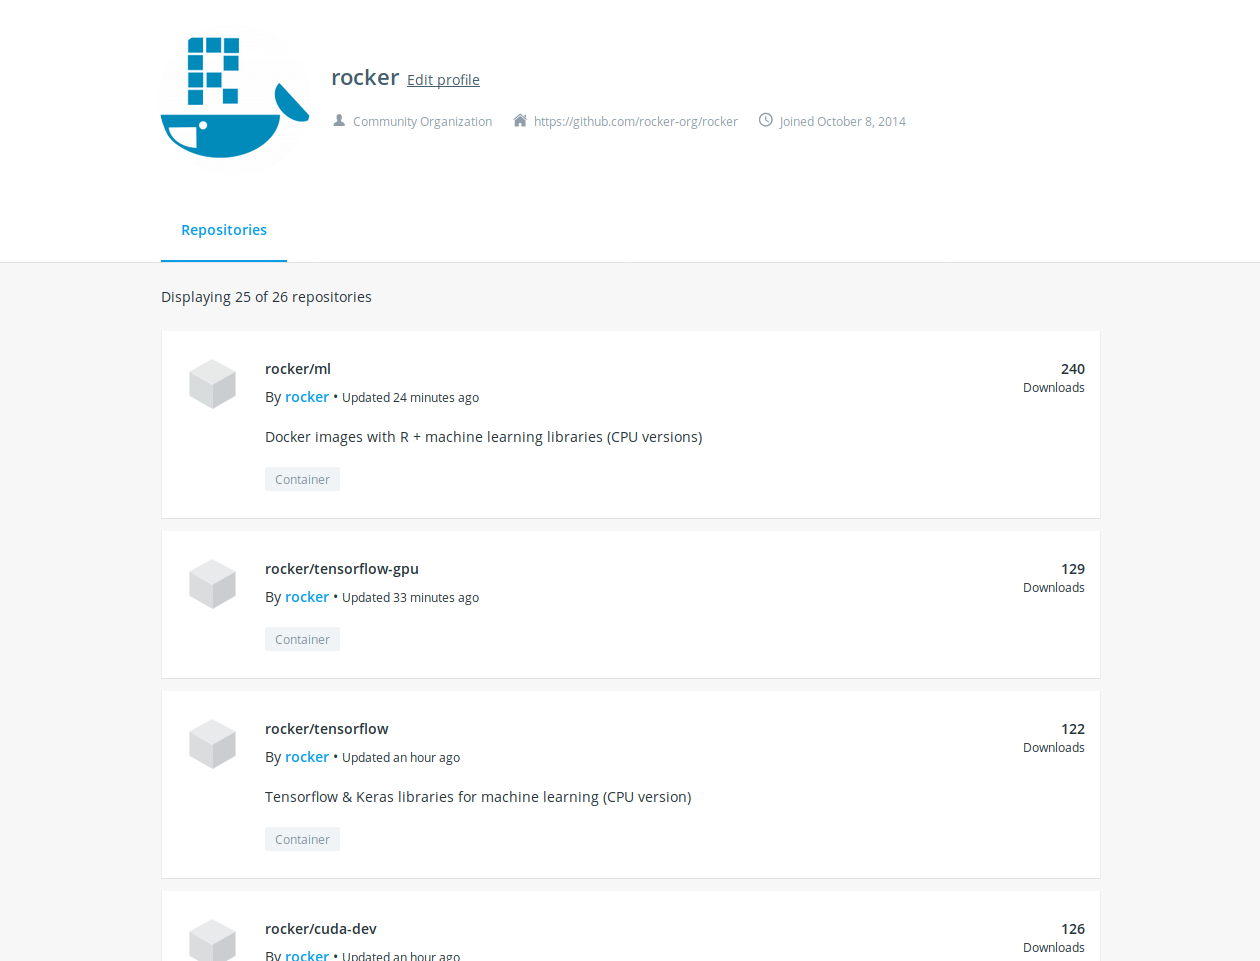 rocker Edit profile
Community Organization https://github.com/rocker-org/rocker Joined October 8, 2014
Repositories
Displaying 25 of 26 repositories
rocker/ml 240
Downloads
By rocker • Updated 24 minutes ago
Docker images with R + machine learning libraries (CPU versions)
Container
rocker/tensorflow-gpu 129
Downloads
By rocker • Updated 33 minutes ago
Container
rocker/tensorflow 122
Downloads
By rocker • Updated an hour ago
Tensorflow & Keras libraries for machine learning (CPU version)
Container
rocker/cuda-dev 126
Downloads
By rocker • Updated an hour ago